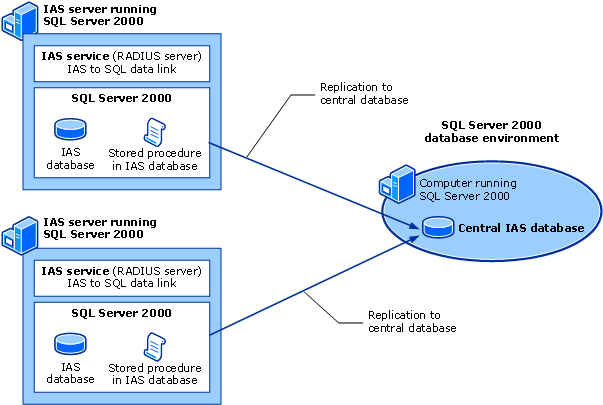 IAS server running
SQL Server 2000
IAS service (RADIUS server)
IAS to SQL data link
SQL Server 2000
IAS
database
Stored procedure
in IAS database
Replication to
central database
SQL Server 2000
database environment
Computer running
SQL Server 2000
Central IAS database
IAS server running
SQL Server 2000
IAS service (RADIUS server)
IAS to SQL data link
SQL Server 2000
IAS
database
Stored procedure
in IAS database
Replication to
central database